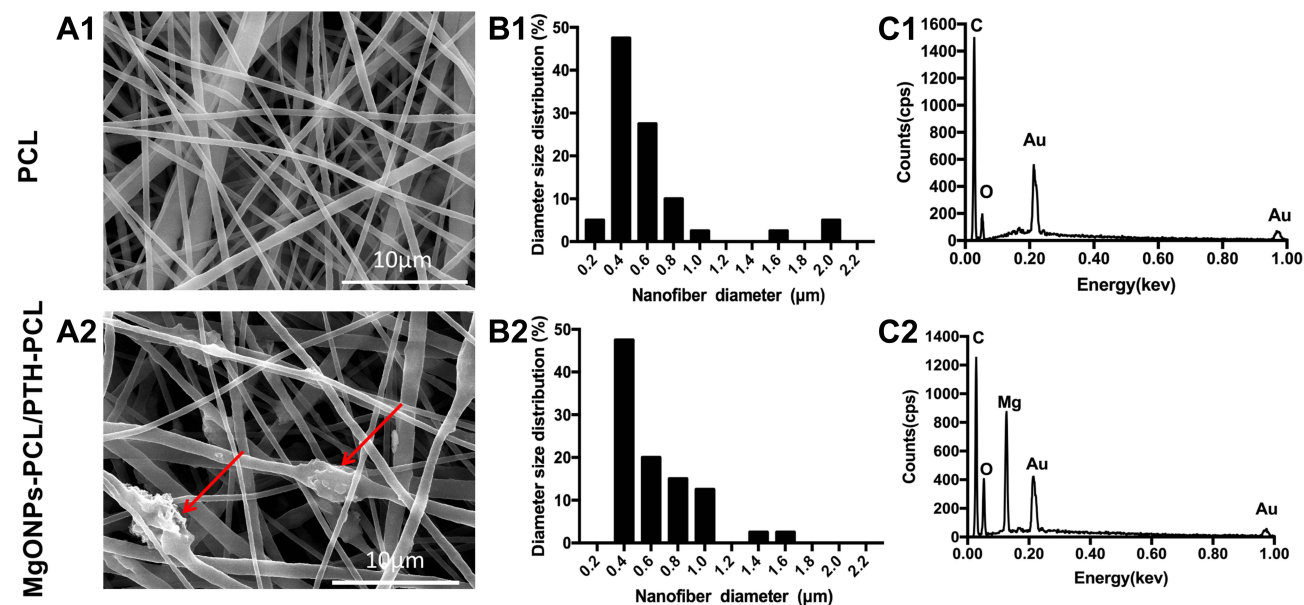 PCL
A1
10μm
B1
Diameter size distribution (%)
50
40
30
20
10
0
0.2 0.4 0.6 0.8 1.0 1.2 1.4 1.6 1.8 2.0 2.2
Nanofiber diameter (μm)
C1
Counts(cps)
1600
1400
1200
1000
800
600
400
200
0
C
O
Au
Au
0.00 0.20 0.40 0.60 0.80 1.00
Energy(kev)
MgONPs-PCL/PTH-PCL
A2
10μm
B2
Diameter size distribution (%)
50
40
30
20
10
0
0.2 0.4 0.6 0.8 1.0 1.2 1.4 1.6 1.8 2.0 2.2
Nanofiber diameter (μm)
C2
Counts(cps)
1400
1200
1000
800
600
400
200
0
C
O
Mg
Au
Au
0.00 0.20 0.40 0.60 0.80 1.00
Energy(kev)